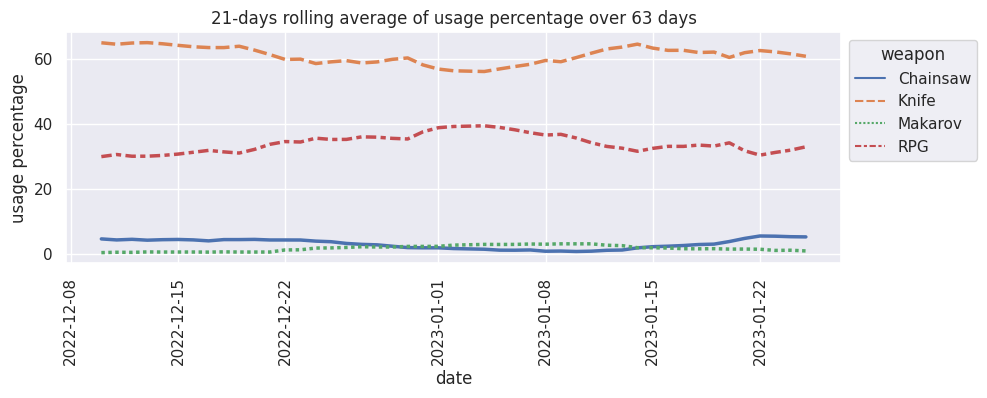 21-days rolling average of usage percentage over 63 days
usage percentage
60
40
20
0
2022-12-08
2022-12-15
2022-12-22
2023-01-01
2023-01-08
2023-01-15
2023-01-22
date
weapon
Chainsaw
Knife
Makarov
RPG